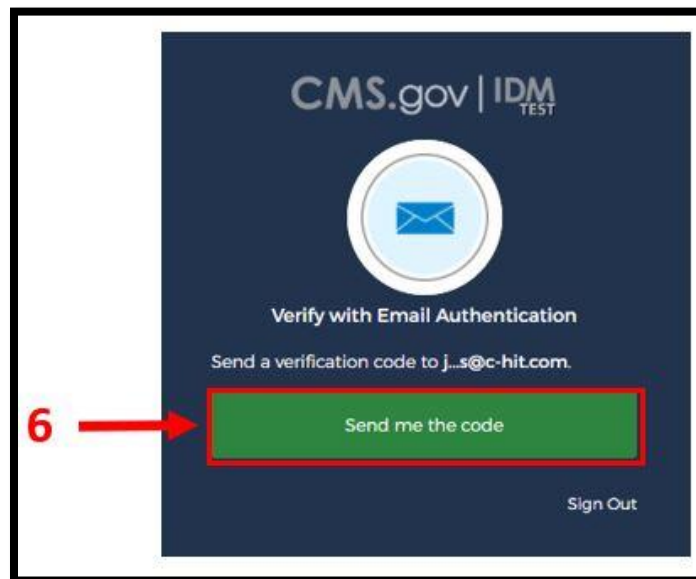 CMS.gov | IDM
TEST
Verify with Email Authentication
Send a verification code to j...s@c-hit.com.
6
Send me the code
Sign Out